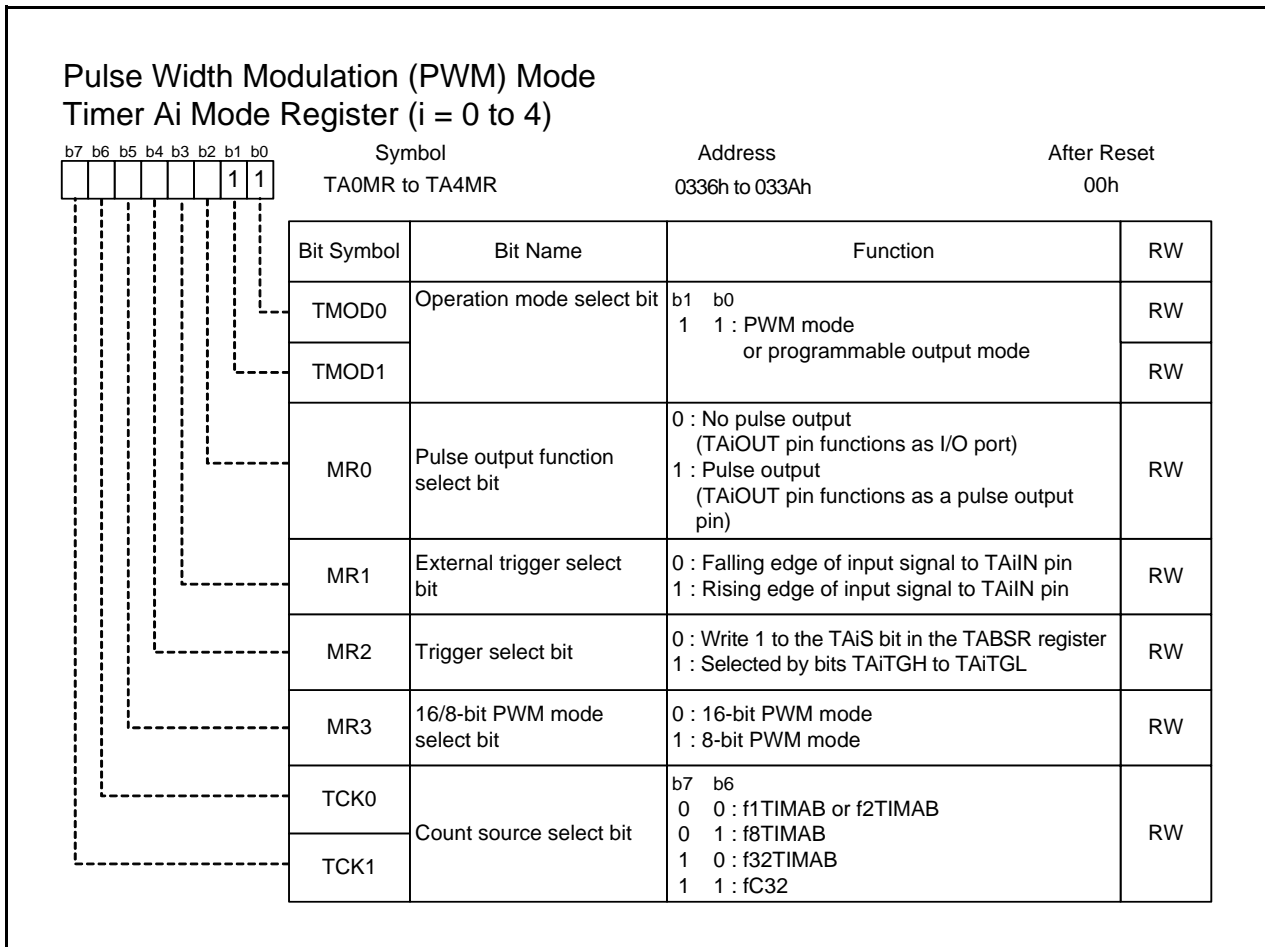 Pulse Width Modulation (PWM) Mode
Timer Ai Mode Register (i = 0 to 4)
b7 b6 b5 b4 b3 b2 b1 b0
1 1
Symbol Address After Reset
TA0MR to TA4MR 0336h to 033Ah 00h
Bit Symbol Bit Name Function RW
TMOD0 Operation mode select bit b1 b0
1 1 : PWM mode
or programmable output mode
RW
TMOD1 RW
MR0 Pulse output function
select bit
0 : No pulse output
(TAiOUT pin functions as I/O port)
1 : Pulse output
(TAiOUT pin functions as a pulse output
pin)
RW
MR1 External trigger select
bit
0 : Falling edge of input signal to TAiIN pin
1 : Rising edge of input signal to TAiIN pin
RW
MR2 Trigger select bit
0 : Write 1 to the TAiS bit in the TABSR register
1 : Selected by bits TAiTGH to TAiTGL
RW
MR3 16/8-bit PWM mode
select bit
0 : 16-bit PWM mode
1 : 8-bit PWM mode
RW
TCK0
TCK1
Count source select bit
b7 b6
0 0 : f1TIMAB or f2TIMAB
0 1 : f8TIMAB
1 0 : f32TIMAB
1 1 : fC32
RW